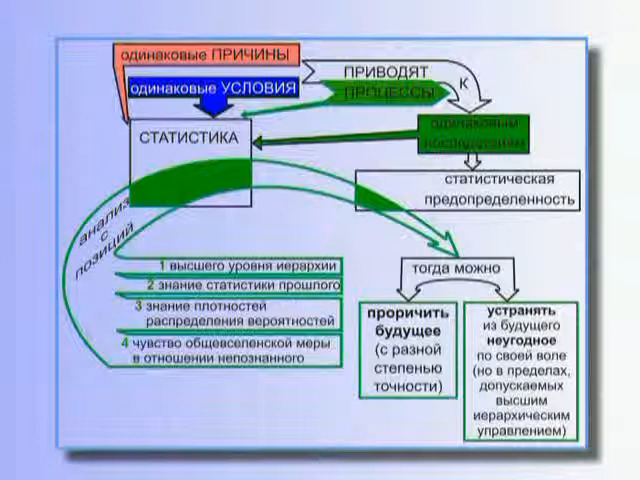 одинаковые ПРИЧИНЫ
одинаковые УСЛОВИЯ
ПРИВОДЯТ
К
ПРОЦЕССЫ
одинаковым
последствиям
СТАТИСТИКА
статистическая
предопределенность
анализ
с
позиций
1 высшего уровня иерархии
2 знание статистики прошлого
3 знание плотностей
распределения вероятностей
4 чувство общевселенской меры
в отношении непознанного
тогда можно
проричить
будущее
(с разной
степенью
точности)
устранять
из будущего
неугодное
по своей воле
(но в пределах,
допускаемых
высшим
иерархическим
управлением)